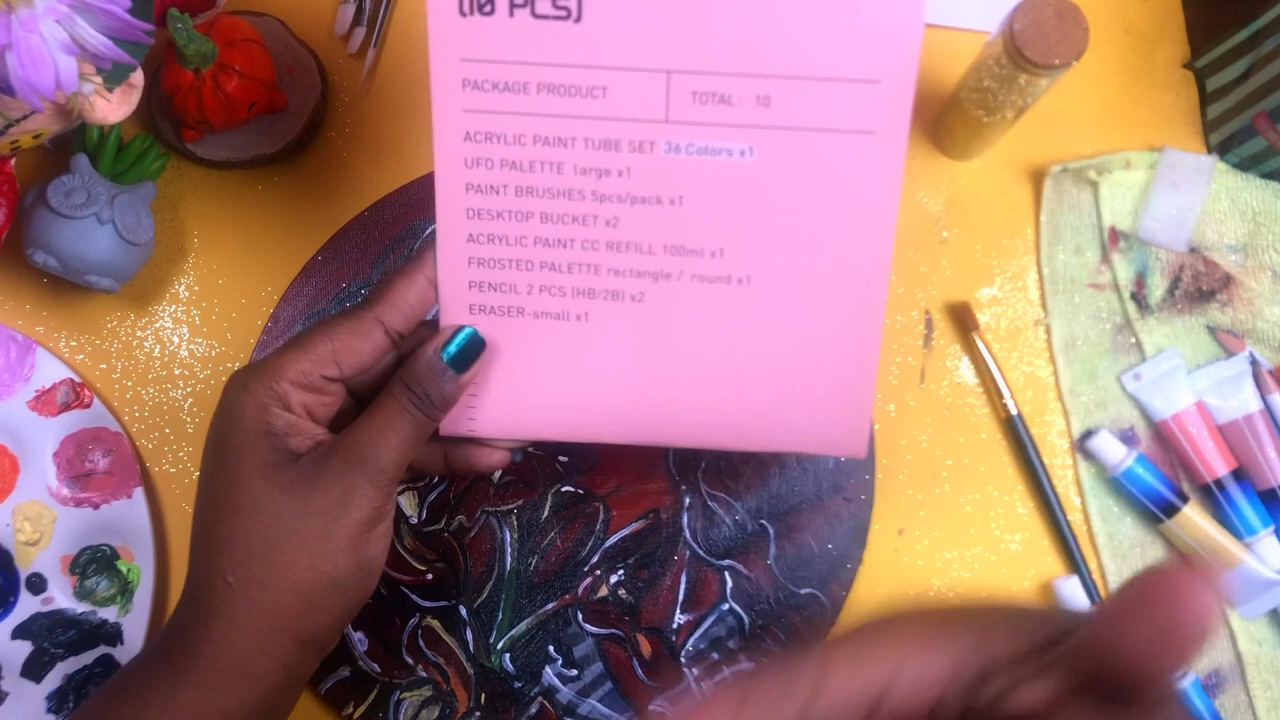 (10 PCS)
PACKAGE PRODUCT
TOTAL: 10
ACRYLIC PAINT TUBE SET 36 Colors x1
UFO PALETTE large x1
PAINT BRUSHES 5pcs/pack x1
DESKTOP BUCKET x2
ACRYLIC PAINT CC REFILL 100ml x1
FROSTED PALETTE rectangle / round x1
PENCIL 2 PCS (HB/2B) x2
ERASER-small x1